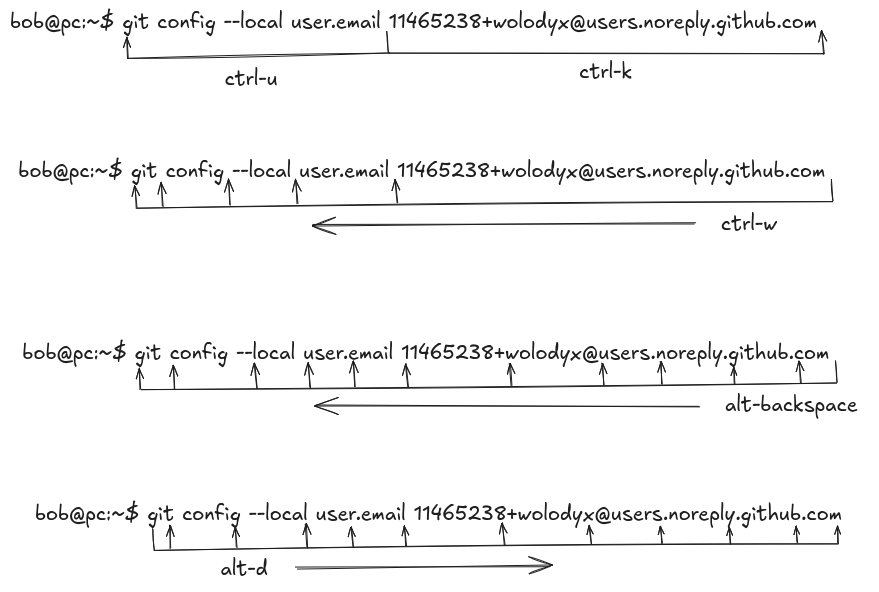 bob@pc:~$ git config --local user.email 11465238+wolodyx@users.noreply.github.com
ctrl-u ctrl-k
bob@pc:~$ git config --local user.email 11465238+wolodyx@users.noreply.github.com
ctrl-w
bob@pc:~$ git config --local user.email 11465238+wolodyx@users.noreply.github.com
alt-backspace
bob@pc:~$ git config --local user.email 11465238+wolodyx@users.noreply.github.com
alt-d